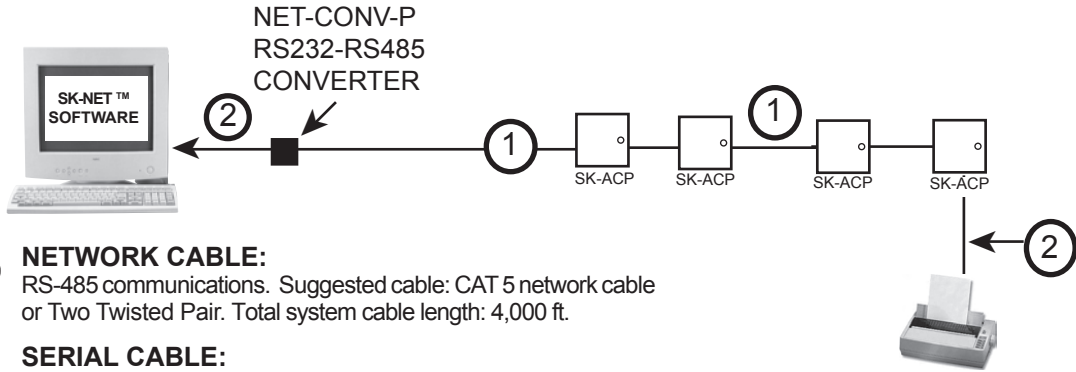 NET-CONV-P
RS232-RS485
CONVERTER
SK-NET ™
SOFTWARE
2
1
1
SK-ACP
SK-ACP
SK-ACP
SK-ACP
2
NETWORK CABLE:
RS-485 communications. Suggested cable: CAT 5 network cable
or Two Twisted Pair. Total system cable length: 4,000 ft.
SERIAL CABLE: